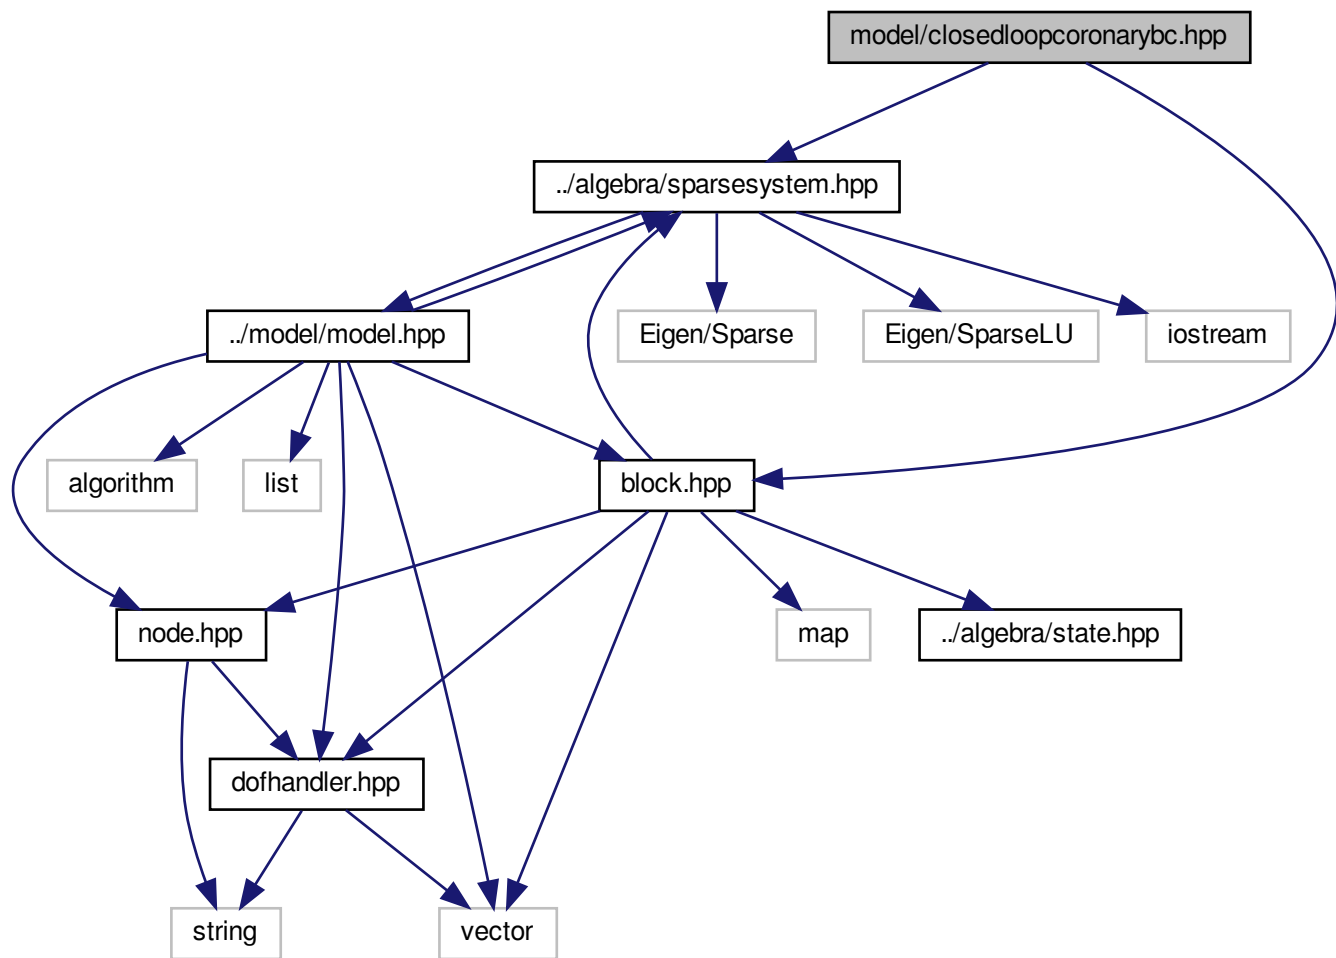 model/closedloopcoronarybc.hpp
../algebra/sparsesystem.hpp
../model/model.hpp
Eigen/Sparse
Eigen/SparseLU
iostream
algorithm
list
block.hpp
node.hpp
map
../algebra/state.hpp
dofhandler.hpp
string
vector